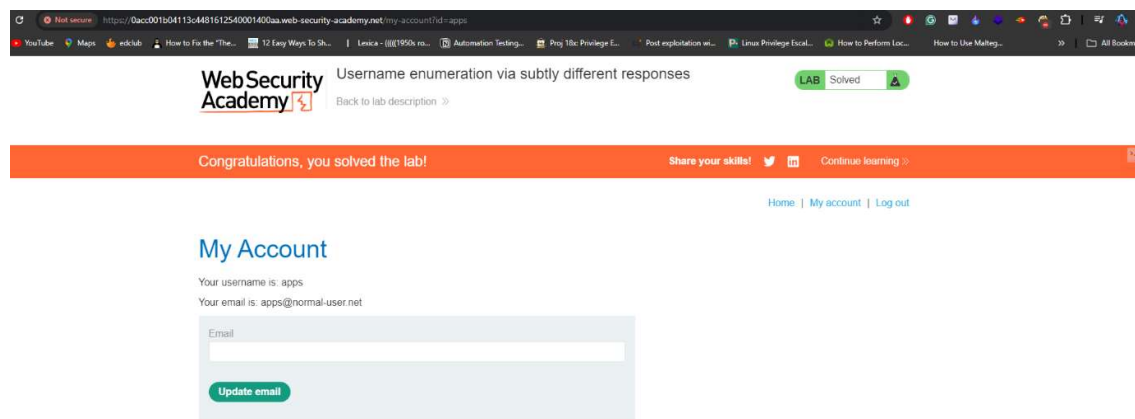 Not secure https://0acc001b04113c4481612540001400aa.web-security-academy.net/my-account?id=apps
YouTube Maps edclub How to Fix the "The... 12 Easy Ways To Sh... Lexica - (((((1950s ro... Automation Testing... Proj 18c Privilege E... Post exploitation wi... Linux Privilege Escal... How to Perform Loc... How to Use Malteg... » All Bookm
Web Security Academy
Username enumeration via subtly different responses
Back to lab description »
LAB Solved
Congratulations, you solved the lab!
Share your skills! Continue learning »
Home | My account | Log out
My Account
Your username is: apps
Your email is: apps@normal-user.net
Email
Update email